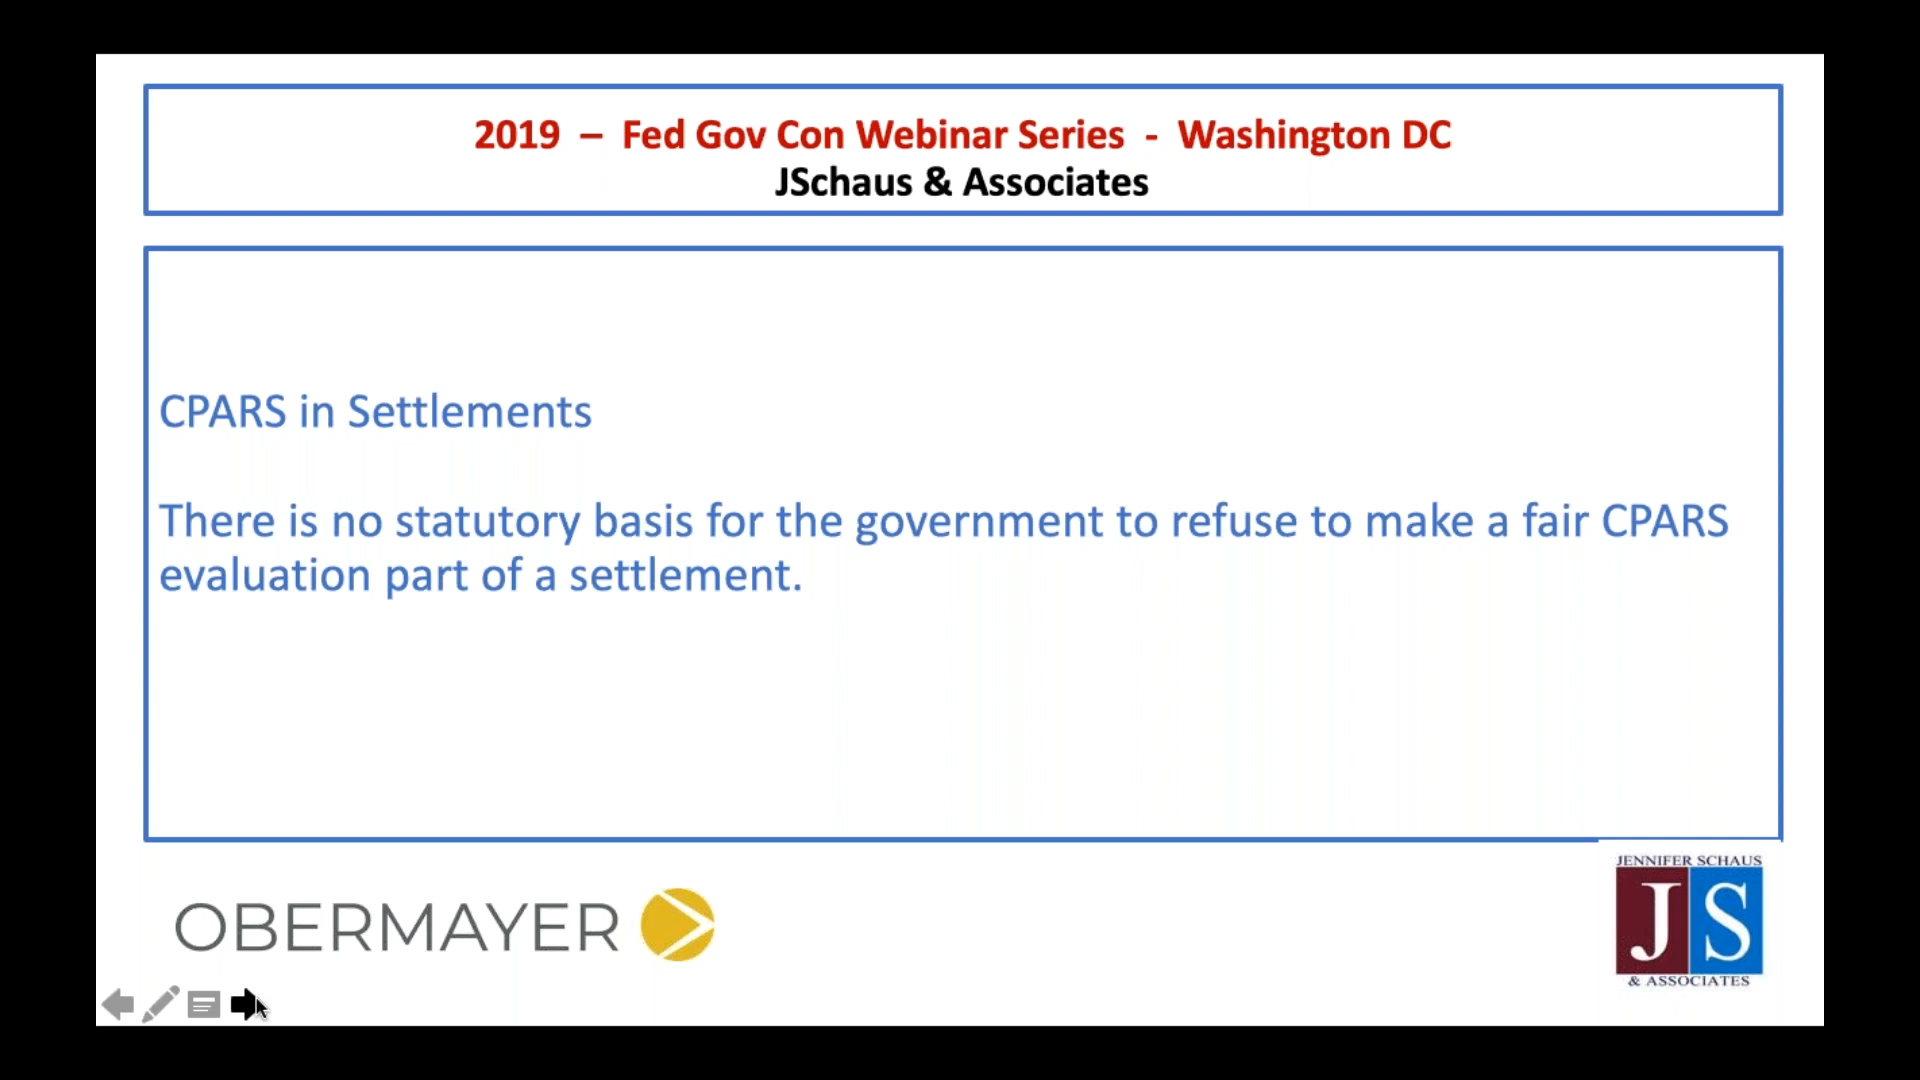 2019 – Fed Gov Con Webinar Series - Washington DC
JSchaus & Associates
CPARS in Settlements
There is no statutory basis for the government to refuse to make a fair CPARS
evaluation part of a settlement.
OBERMAYER
JENNIFER SCHAUS
JS
& ASSOCIATES